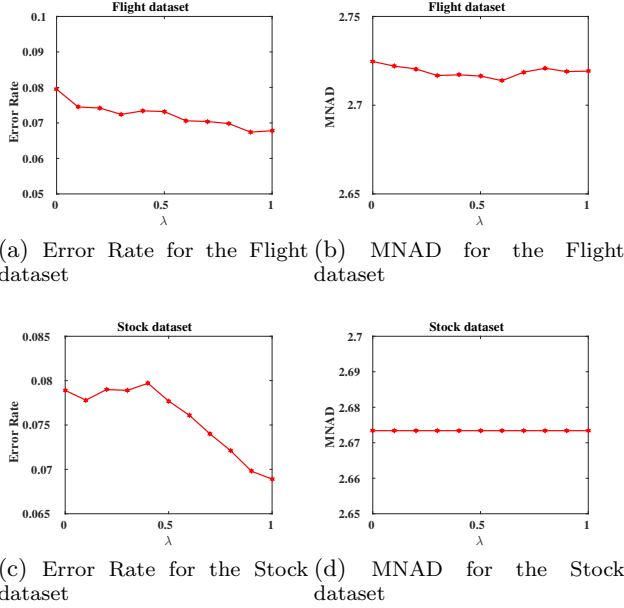 Flight dataset
0.1
0.09
0.08
0.07
0.06
0.05
Error Rate
0
0.5
1
λ
(a) Error Rate for the Flight
dataset
Flight dataset
2.75
2.7
2.65
MNAD
0
0.5
1
λ
(b) MNAD for the Flight
dataset
Stock dataset
0.085
0.08
0.075
0.07
0.065
Error Rate
0
0.5
1
λ
(c) Error Rate for the Stock
dataset
Stock dataset
2.7
2.69
2.68
2.67
2.66
2.65
MNAD
0
0.5
1
λ
(d) MNAD for the Stock
dataset